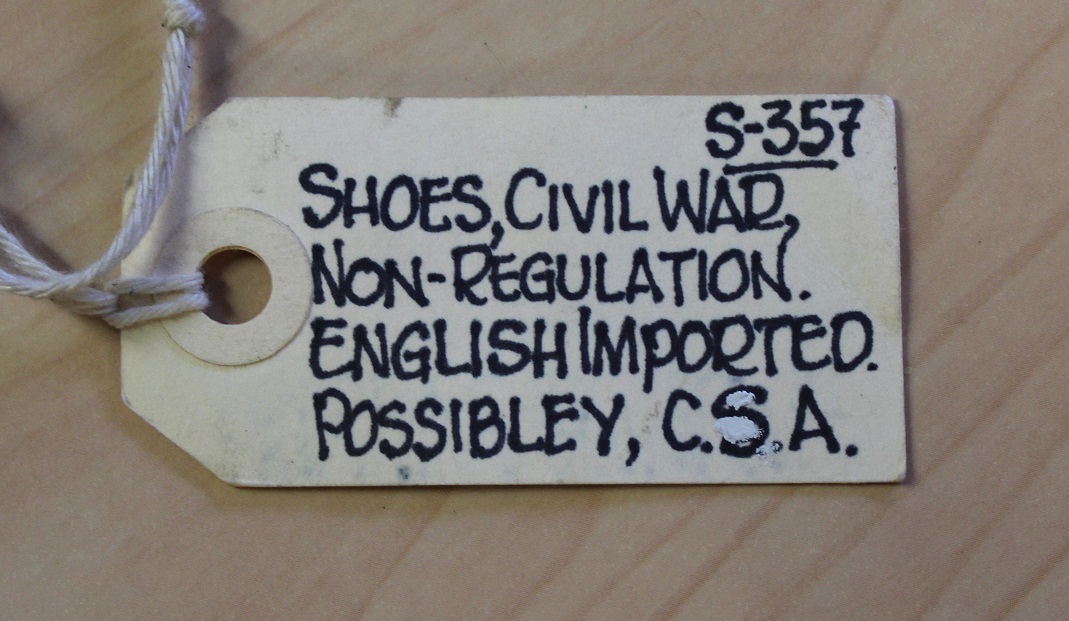 S-357
SHOES, CIVIL WAR,
NON-REGULATION.
ENGLISH IMPORTED.
POSSIBLEY, C.S.A.